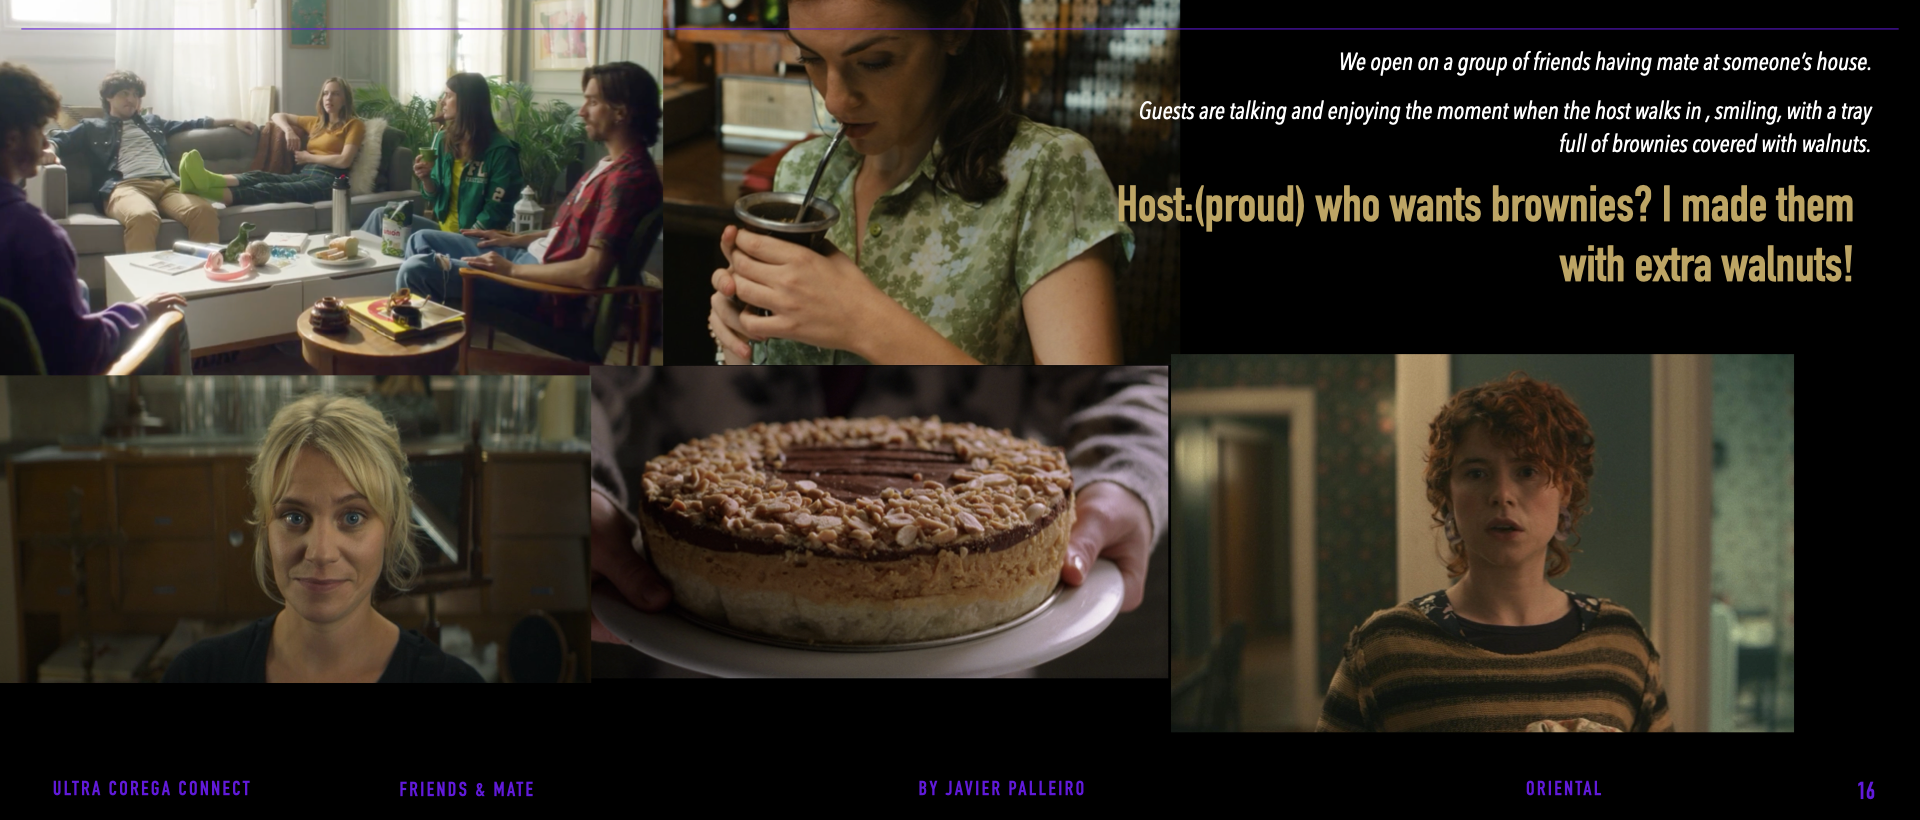 We open on a group of friends having mate at someone's house.
Guests are talking and enjoying the moment when the host walks in , smiling, with a tray
full of brownies covered with walnuts.
Host:(proud) who wants brownies? I made them
with extra walnuts!
ULTRA COREGA CONNECT
FRIENDS & MATE
BY JAVIER PALLEIRO
ORIENTAL
16